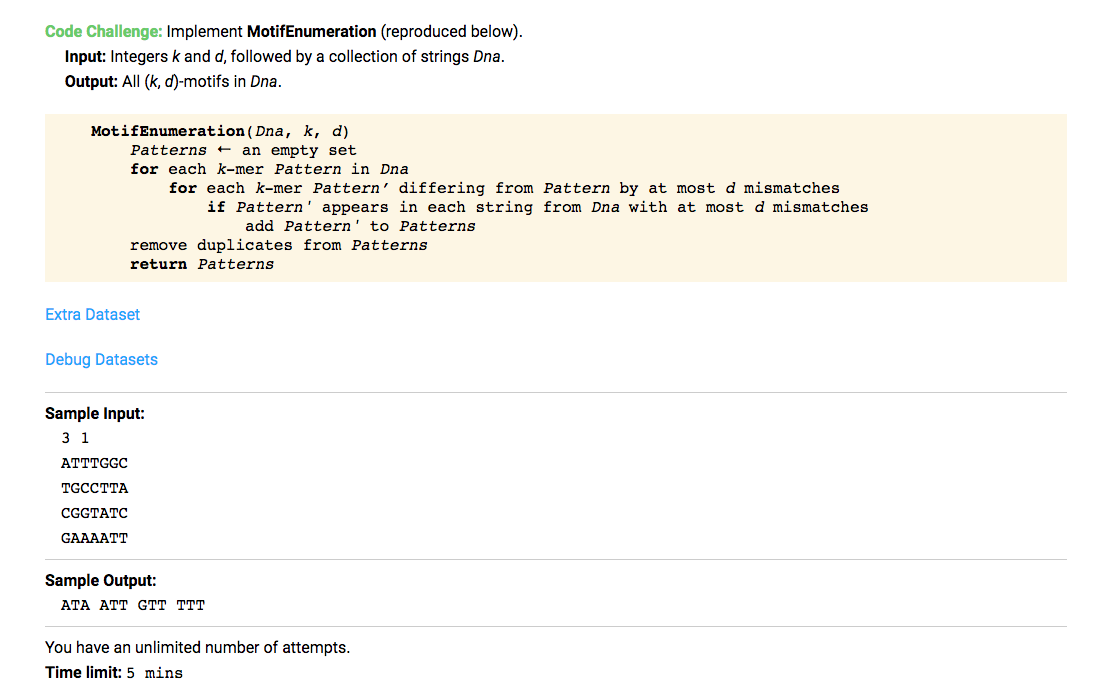 Code Challenge: Implement MotifEnumeration (reproduced below).
Input: Integers k and d, followed by a collection of strings Dna.
Output: All (k, d)-motifs in Dna.
MotifEnumeration(Dna, k, d)
Patterns ← an empty set
for each k-mer Pattern in Dna
for each k-mer Pattern’ differing from Pattern by at most d mismatches
if Pattern' appears in each string from Dna with at most d mismatches
add Pattern' to Patterns
remove duplicates from Patterns
return Patterns
Extra Dataset
Debug Datasets
Sample Input:
3 1
ATTTGGC
TGCCTTA
CGGTATC
GAAAATT
Sample Output:
ATA ATT GTT TTT
You have an unlimited number of attempts.
Time limit: 5 mins